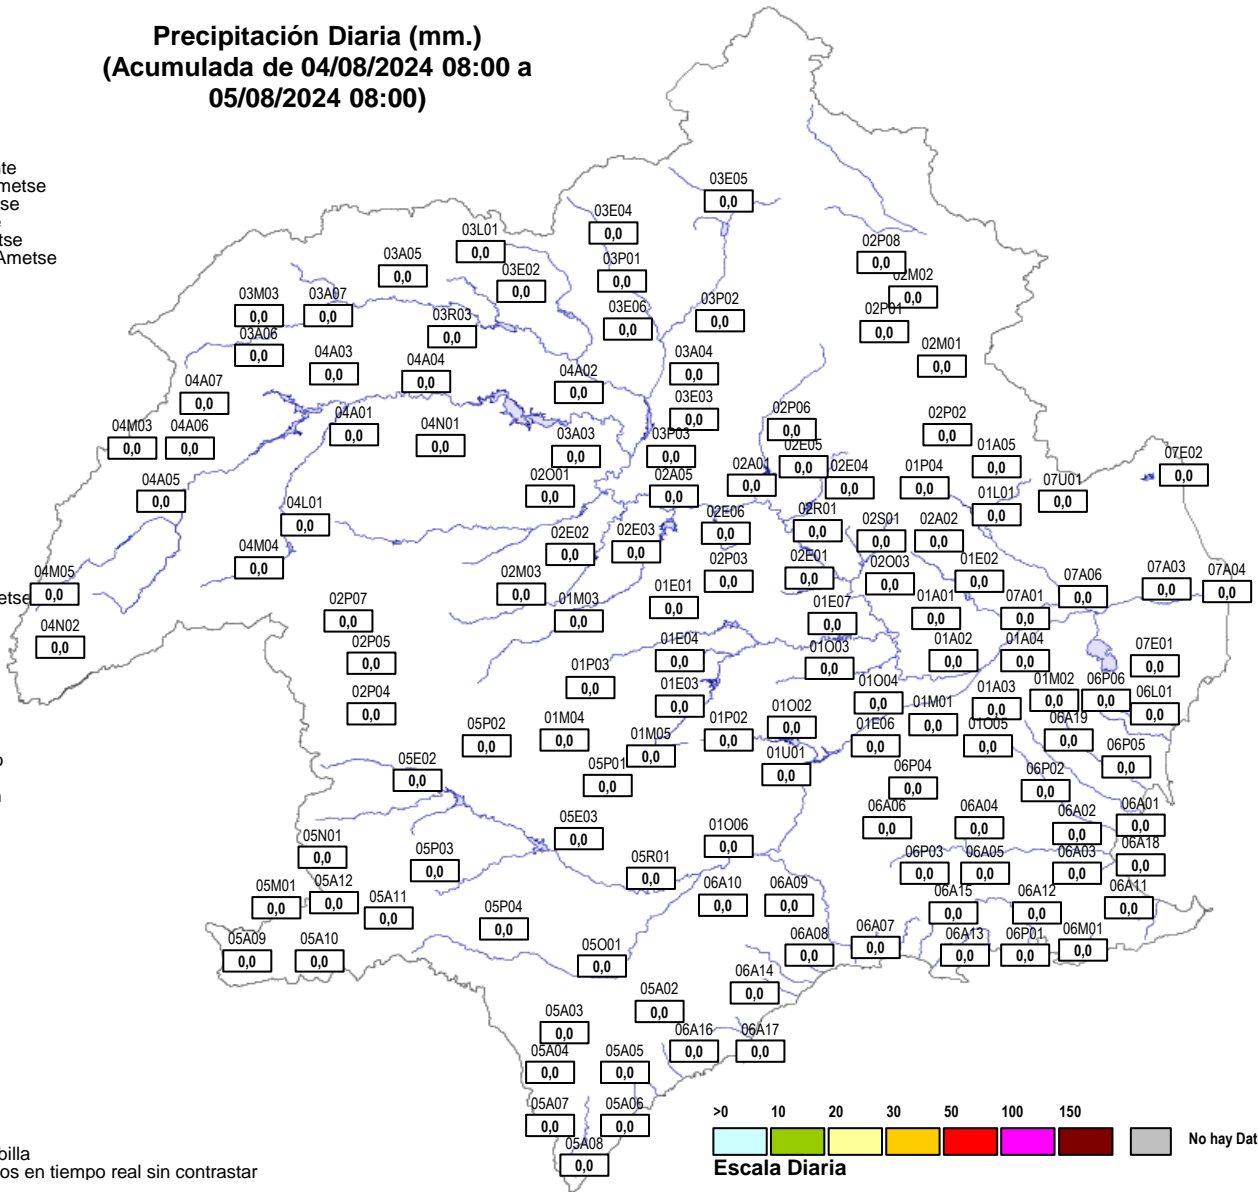 Precipitación Diaria (mm.)
(Acumulada de 04/08/2024 08:00 a
05/08/2024 08:00)
03E05
0,0
03E04
0,0
03L01
0,0
03A05
0,0
03E02
0,0
03P01
0,0
02P08
0,0
02M02
0,0
03M03
0,0
03A07
0,0
03R03
0,0
03E06
0,0
03P02
0,0
02P01
0,0
03A06
0,0
04A03
0,0
04A04
0,0
04A02
0,0
03A04
0,0
02M01
0,0
04A07
0,0
04A01
0,0
04N01
0,0
03E03
0,0
02P06
0,0
02P02
0,0
04M03
0,0
04A06
0,0
03A03
0,0
03P03
0,0
02E05
0,0
01A05
0,0
07E02
0,0
04A05
0,0
02O01
0,0
02A05
0,0
02A01
0,0
02E04
0,0
01P04
0,0
01L01
0,0
07U01
0,0
04L01
0,0
02E06
0,0
02R01
0,0
02S01
0,0
02A02
0,0
04M04
0,0
02E02
0,0
02E03
0,0
02P03
0,0
02E01
0,0
02O03
0,0
01E02
0,0
04M05
0,0
02M03
0,0
01M03
0,0
01E01
0,0
01E07
0,0
01A01
0,0
07A01
0,0
07A06
0,0
07A03
0,0
07A04
0,0
04N02
0,0
02P07
0,0
02P05
0,0
01E04
0,0
01O03
0,0
01A02
0,0
01A04
0,0
07E01
0,0
02P04
0,0
01P03
0,0
01E03
0,0
01O04
0,0
01A03
0,0
01M02
0,0
06P06
0,0
06L01
0,0
05P02
0,0
01M04
0,0
01M05
0,0
01P02
0,0
01O02
0,0
01E06
0,0
01M01
0,0
01O05
0,0
06A19
0,0
05E02
0,0
05P01
0,0
01U01
0,0
06P04
0,0
06P02
0,0
06P05
0,0
05N01
0,0
05P03
0,0
05E03
0,0
01O06
0,0
06A06
0,0
06A04
0,0
06A02
0,0
06A01
0,0
05R01
0,0
06P03
0,0
06A05
0,0
06A03
0,0
06A18
0,0
05M01
0,0
05A12
0,0
05A11
0,0
05P04
0,0
06A10
0,0
06A09
0,0
06A15
0,0
06A12
0,0
06A11
0,0
05A09
0,0
05A10
0,0
05O01
0,0
06A08
0,0
06A07
0,0
06A13
0,0
06P01
0,0
06M01
0,0
06A14
0,0
05A02
0,0
05A03
0,0
06A16
0,0
06A17
0,0
05A04
0,0
05A05
0,0
05A07
0,0
05A06
0,0
05A08
0,0
>0 10 20 30 50 100 150
No hay Dat
Escala Diaria
billa
os en tiempo real sin contrastar